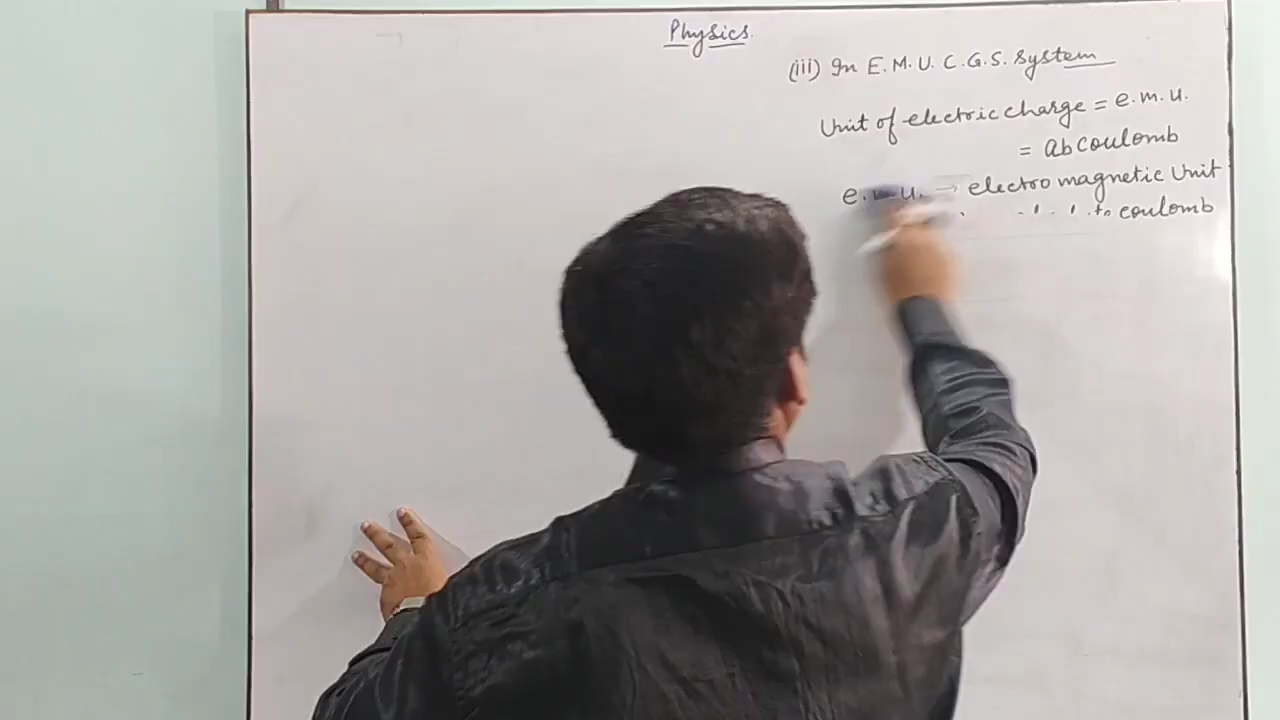 Physics
(iii) In E.M.U. C.G.S. System
Unit of electric charge = e.m.u.
= ab coulomb
e.m.u. → electro magnetic Unit
to coulomb